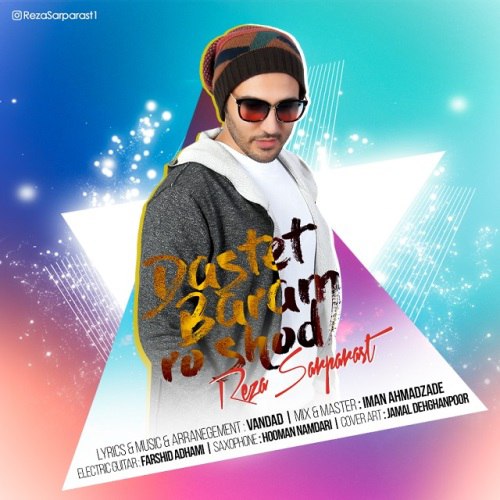 RezaSarparast1
Dastet
Baram
ro shod
Reza Sarparast
LYRICS & MUSIC & ARRANEGEMENT : VANDAD | MIX & MASTER : IMAN AHMADZADE
ELECTRIC GUITAR : FARSHID ADHAMI | SAXOPHONE : HOOMAN NAMDARI | COVER ART : JAMAL DEHGHANPOOR